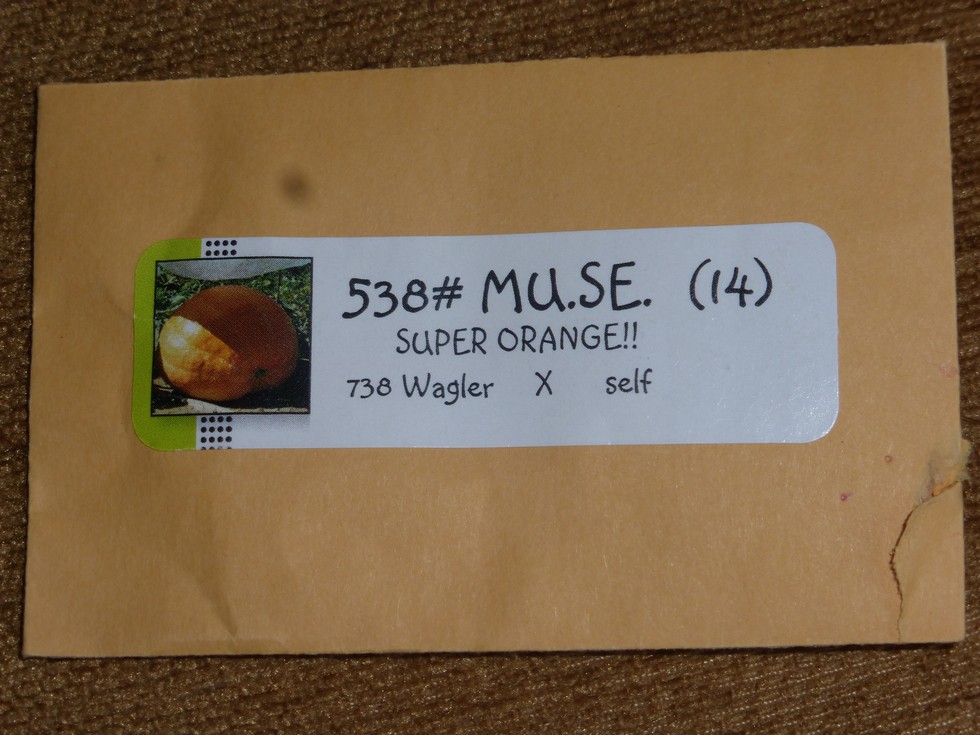 538# MU.SE. (14)
SUPER ORANGE!!
738 Wagler X self